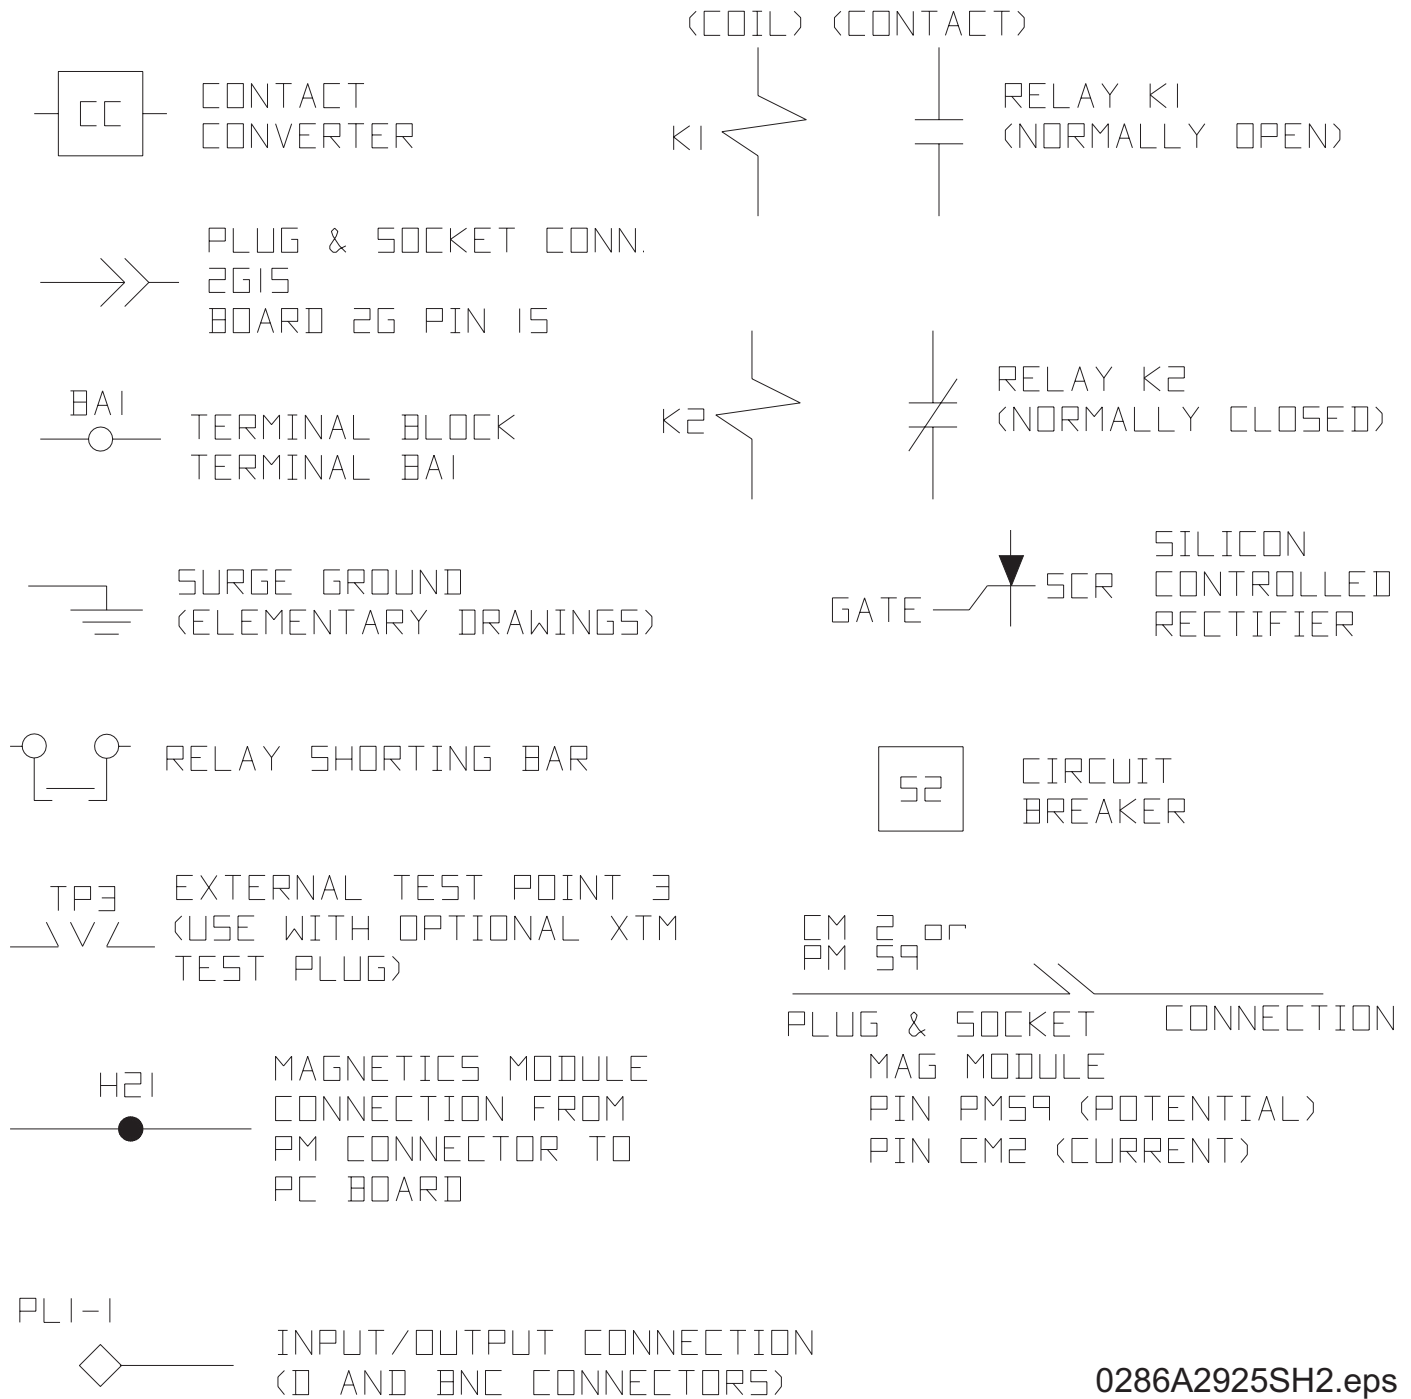 (COIL) (CONTACT)
CC
CONTACT
CONVERTER
K1
RELAY K1
(NORMALLY OPEN)
PLUG & SOCKET CONN.
2G15
BOARD 2G PIN 15
BA1
TERMINAL BLOCK
TERMINAL BA1
K2
RELAY K2
(NORMALLY CLOSED)
SURGE GROUND
(ELEMENTARY DRAWINGS)
GATE
SCR
SILICON
CONTROLLED
RECTIFIER
RELAY SHORTING BAR
52
CIRCUIT
BREAKER
TP3
EXTERNAL TEST POINT 3
(USE WITH OPTIONAL XTM
TEST PLUG)
CM 2 or
PM 59
PLUG & SOCKET CONNECTION
MAG MODULE
PIN PM59 (POTENTIAL)
PIN CM2 (CURRENT)
H21
MAGNETICS MODULE
CONNECTION FROM
PM CONNECTOR TO
PC BOARD
PL1-1
INPUT/OUTPUT CONNECTION
(D AND BNC CONNECTORS)
0286A2925SH2.eps